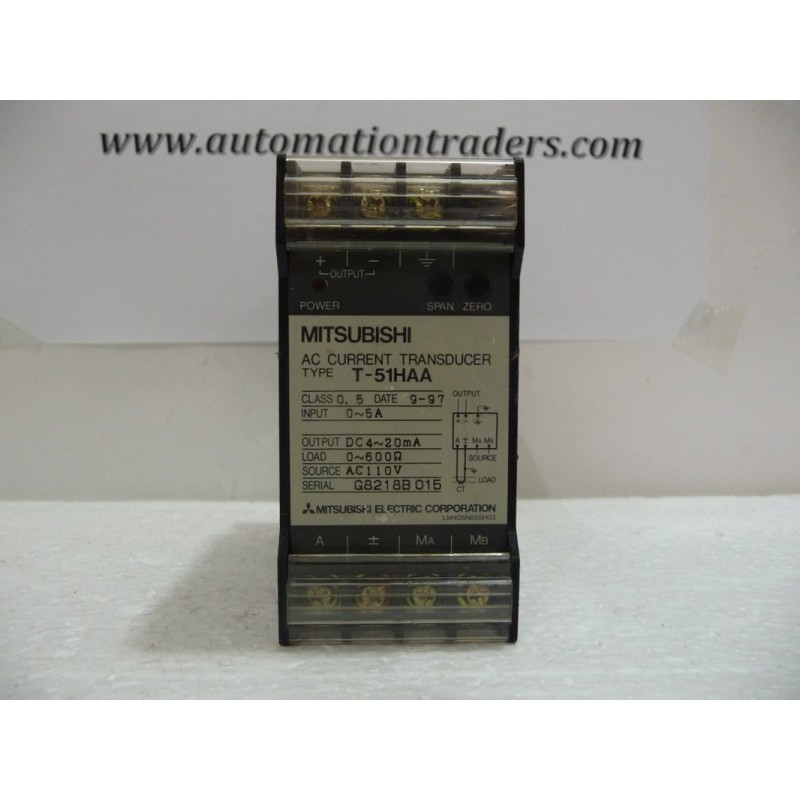 www.automationtraders.com
+ −
OUTPUT
POWER SPAN ZERO
MITSUBISHI
AC CURRENT TRANSDUCER
TYPE T-51HAA
CLASS 0.5 DATE 9-97
INPUT 0~5A
OUTPUT DC4~20mA
LOAD 0~600Ω
SOURCE AC110V
SERIAL G8218B015
OUTPUT
+ −
A ± MA MB
SOURCE
LOAD
CT
MITSUBISHI ELECTRIC CORPORATION
A ± MA MB